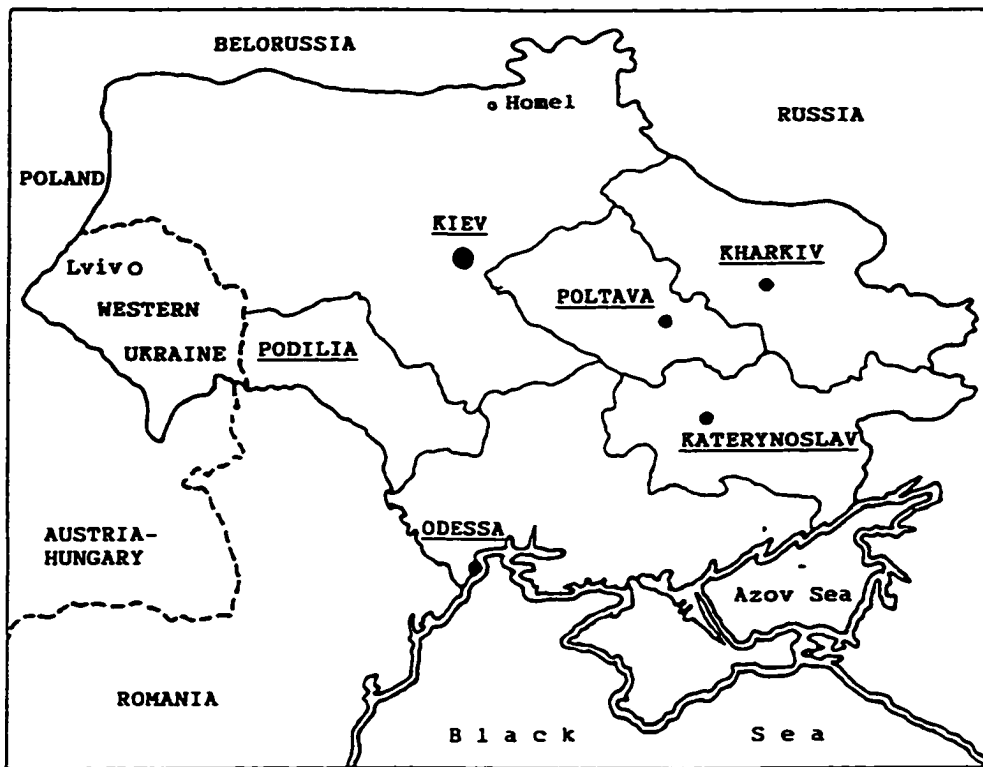 BELORUSSIA
Homel
RUSSIA
POLAND
KIEV
Lviv
KHARKIV
WESTERN
POLTAVA
UKRAINE
PODILIA
KATERYNOSLAV
AUSTRIA-
HUNGARY
ODESSA
Azov Sea
ROMANIA
Black Sea